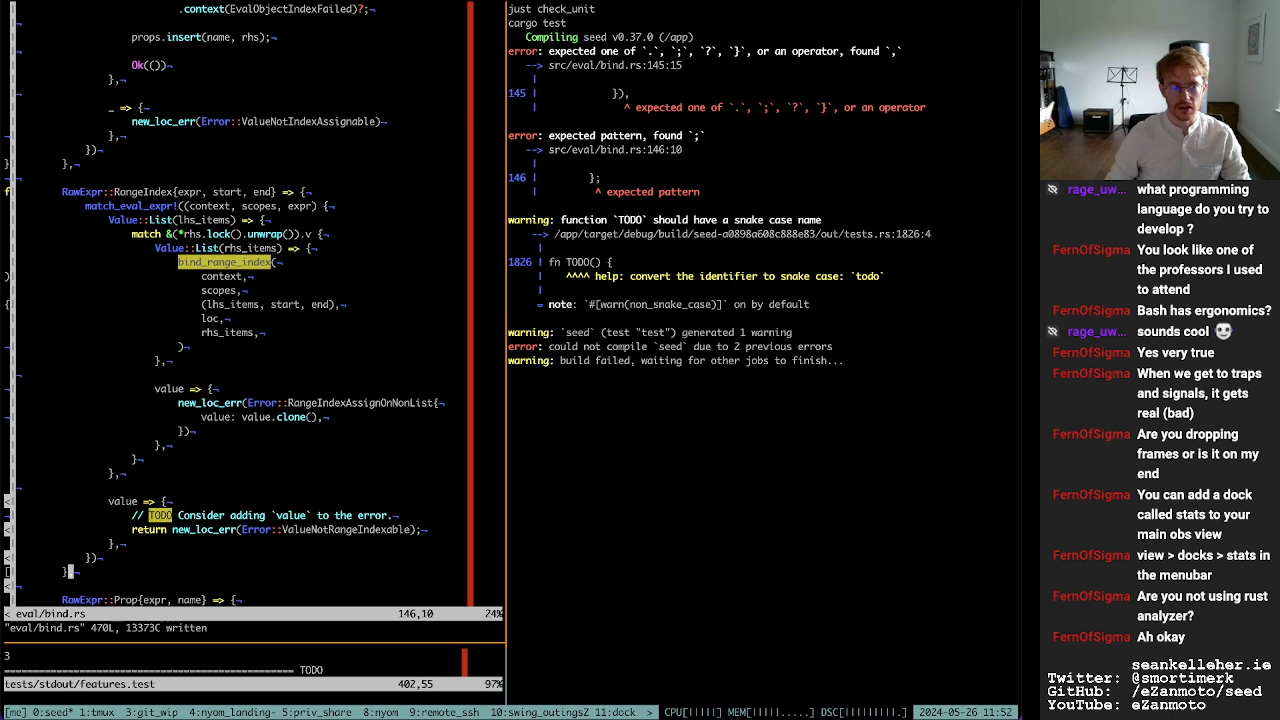 .context(EvalObjectIndexFailed)?;¬
¬
props.insert(name, rhs);¬
¬
Ok(())¬
},¬
¬
_ => {¬
new_loc_err(Error::ValueNotIndexAssignable)¬
},¬
})¬
},¬
¬
RawExpr::RangeIndex{expr, start, end} => {¬
match_eval_expr!((context, scopes, expr) {¬
Value::List(lhs_items) => {¬
match &(*rhs.lock().unwrap()).v {¬
Value::List(rhs_items) => {¬
bind_range_index(¬
context,¬
scopes,¬
(lhs_items, start, end),¬
loc,¬
rhs_items,¬
)¬
},¬
¬
value => {¬
new_loc_err(Error::RangeIndexAssignOnNonList{¬
value: value.clone(),¬
})¬
},¬
}¬
},¬
¬
value => {¬
// TODO Consider adding `value` to the error.¬
return new_loc_err(Error::ValueNotRangeIndexable);¬
},¬
})¬
}¬
¬
RawExpr::Prop{expr, name} => {¬
< eval/bind.rs 146,10 24%
"eval/bind.rs" 470L, 13373C written
3
================================================ TODO
tests/stdout/features.test 402,55 97%
just check_unit
cargo test
Compiling seed v0.37.0 (/app)
error: expected one of `.`, `;`, `?`, `}`, or an operator, found `,`
--> src/eval/bind.rs:145:15
|
145 | }),
| ^ expected one of `.`, `;`, `?`, `}`, or an operator
error: expected pattern, found `;`
--> src/eval/bind.rs:146:10
|
146 | };
| ^ expected pattern
warning: function `TODO` should have a snake case name
--> /app/target/debug/build/seed-a0898a608c888e83/out/tests.rs:1826:4
|
1826 | fn TODO() {
| ^^^^ help: convert the identifier to snake case: `todo`
|
= note: `#[warn(non_snake_case)]` on by default
warning: `seed` (test "test") generated 1 warning
error: could not compile `seed` due to 2 previous errors
warning: build failed, waiting for other jobs to finish...
rage_uw... what programming
language do you try to
develop ?
FernOfSigma You look like one of
the professors I used
to attend
FernOfSigma Bash has ergonomics?
rage_uw... sounds cool 💀
FernOfSigma Yes very true
FernOfSigma When we get to traps
and signals, it gets
real (bad)
FernOfSigma Are you dropping
frames or is it on my
end
FernOfSigma You can add a dock
called stats to your
main obs view
FernOfSigma view > docks > stats in
the menubar
FernOfSigma Are you not using rust
analyzer?
FernOfSigma Ah okay
seankelleher.ie
Twitter: @smortimerk
GitHub: /ezanmoto/seed
[me] 0:seed* 1:tmux 3:git_wip 4:nyom_landing- 5:priv_share 8:nyom 9:remote_ssh 10:swing_outingsZ 11:dock > CPU[|||||] MEM[|||||.....] DSC[|||||||||.] 2024-05-26 11:52